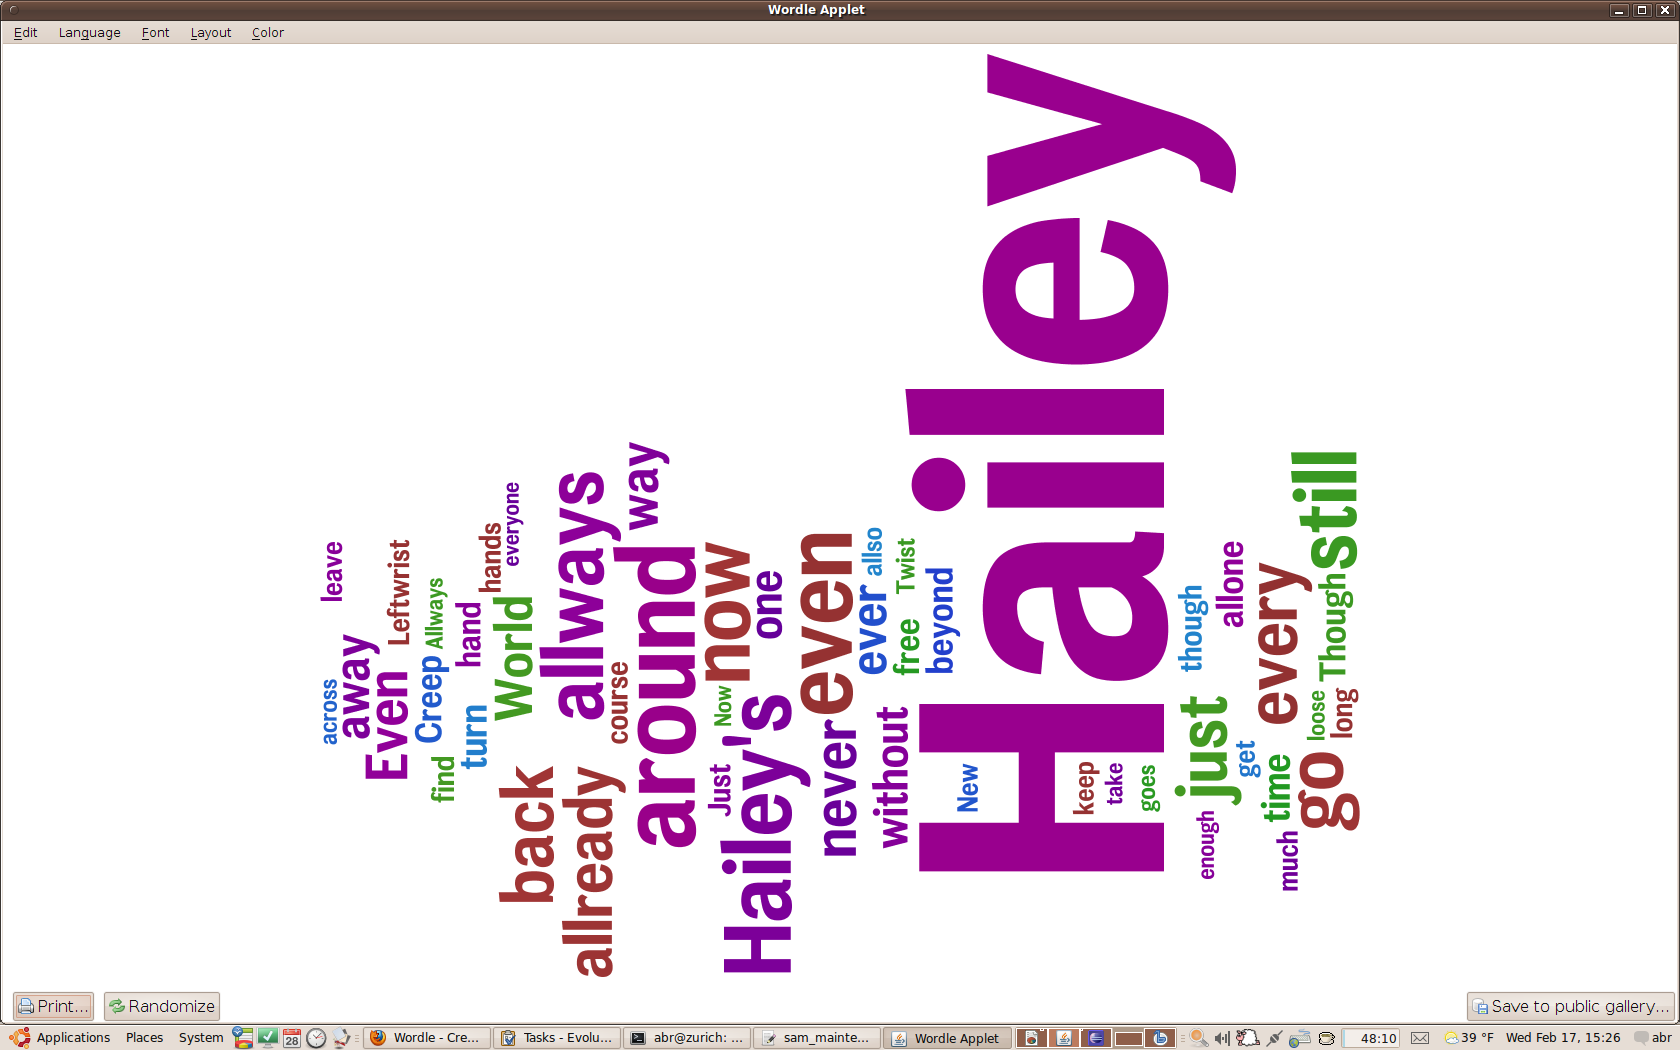 Wordle Applet
Edit Language Font Layout Color
leave
across
away
Even
Leftwrist
Creep
Allways
find
turn
hand
hands
everyone
World
back
allways
allready
course
way
around
now
Now
Just
Hailey's
one
even
never
ever
allso
without
free
Twist
beyond
Hailey
New
keep
take
goes
though
just
enough
allone
get
every
time
much
go
loose
long
Though
still
Print...
Randomize
Save to public gallery...
Applications Places System 28 Wordle - Cre... Tasks - Evolu... abr@zurich: ... sam_mainte... Wordle Applet 48:10 39 °F Wed Feb 17, 15:26 abr